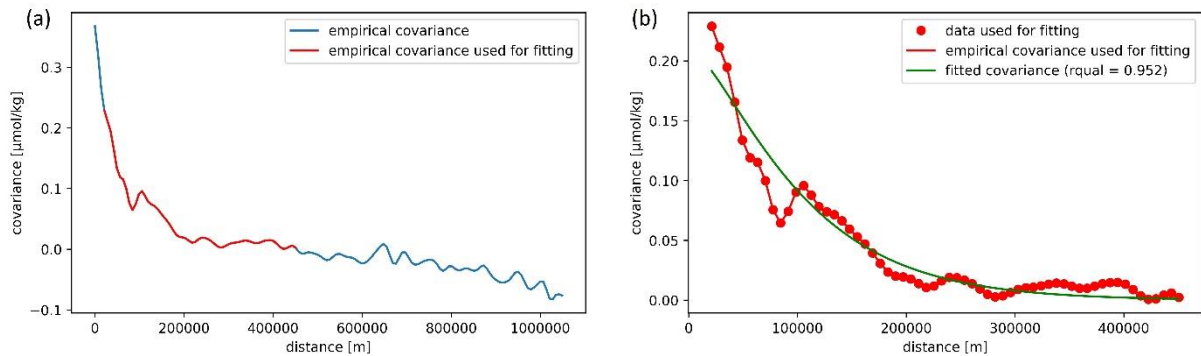 (a)
empirical covariance
empirical covariance used for fitting
covariance [μmol/kg]
0.3
0.2
0.1
0.0
−0.1
0
200000
400000
600000
800000
1000000
distance [m]
(b)
data used for fitting
empirical covariance used for fitting
fitted covariance (rqual = 0.952)
covariance [μmol/kg]
0.20
0.15
0.10
0.05
0.00
0
100000
200000
300000
400000
distance [m]